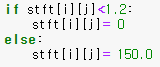 if stft[i][j]<1.2:
    stft[i][j]= 0
else:
    stft[i][j]= 150.0